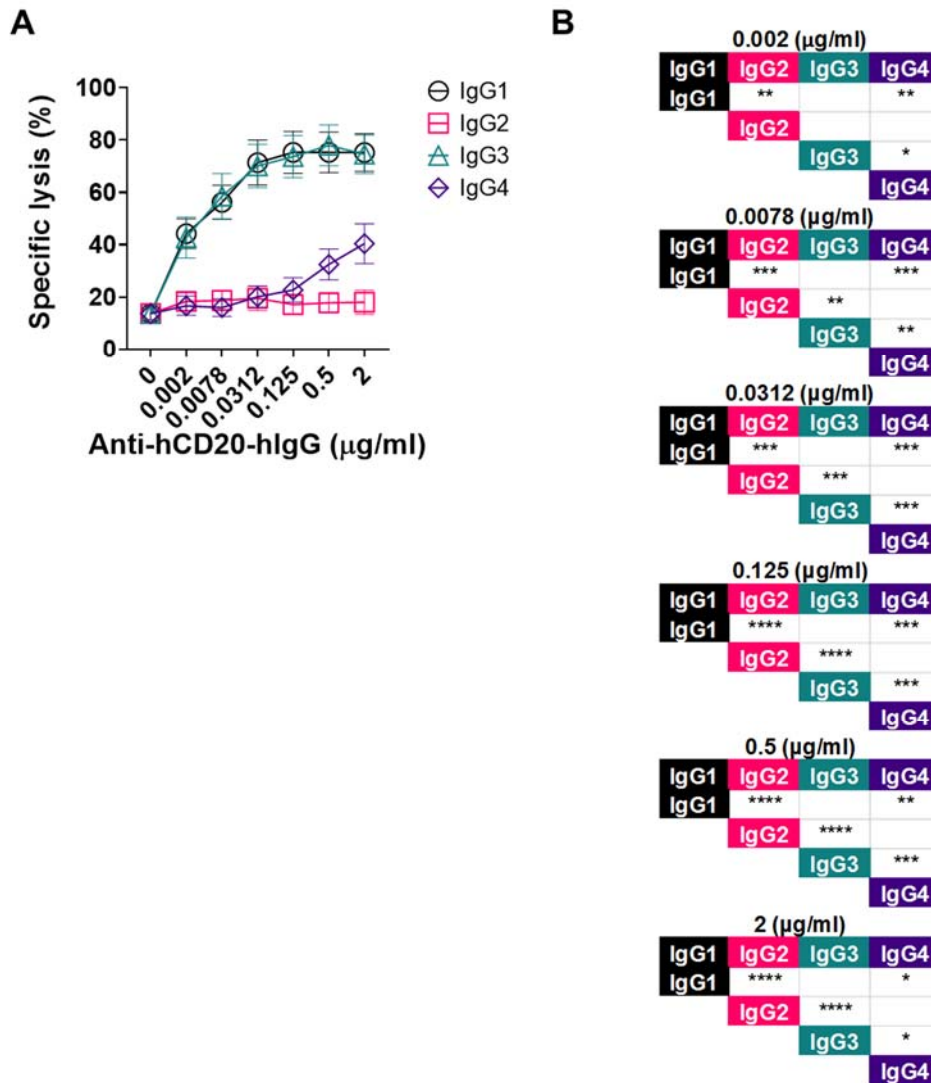 A
Specific lysis (%)
100
80
60
40
20
0
0
0.002
0.0078
0.0312
0.125
0.5
2
Anti-hCD20-hIgG (µg/ml)
IgG1
IgG2
IgG3
IgG4
B
0.002 (µg/ml)
IgG1 IgG2 IgG3 IgG4
IgG1 ** **
IgG2
IgG3 *
IgG4
0.0078 (µg/ml)
IgG1 IgG2 IgG3 IgG4
IgG1 *** ***
IgG2 **
IgG3 **
IgG4
0.0312 (µg/ml)
IgG1 IgG2 IgG3 IgG4
IgG1 *** ***
IgG2 ***
IgG3 ***
IgG4
0.125 (µg/ml)
IgG1 IgG2 IgG3 IgG4
IgG1 **** ***
IgG2 ****
IgG3 ***
IgG4
0.5 (µg/ml)
IgG1 IgG2 IgG3 IgG4
IgG1 **** **
IgG2 ****
IgG3 ***
IgG4
2 (µg/ml)
IgG1 IgG2 IgG3 IgG4
IgG1 **** *
IgG2 ****
IgG3 *
IgG4